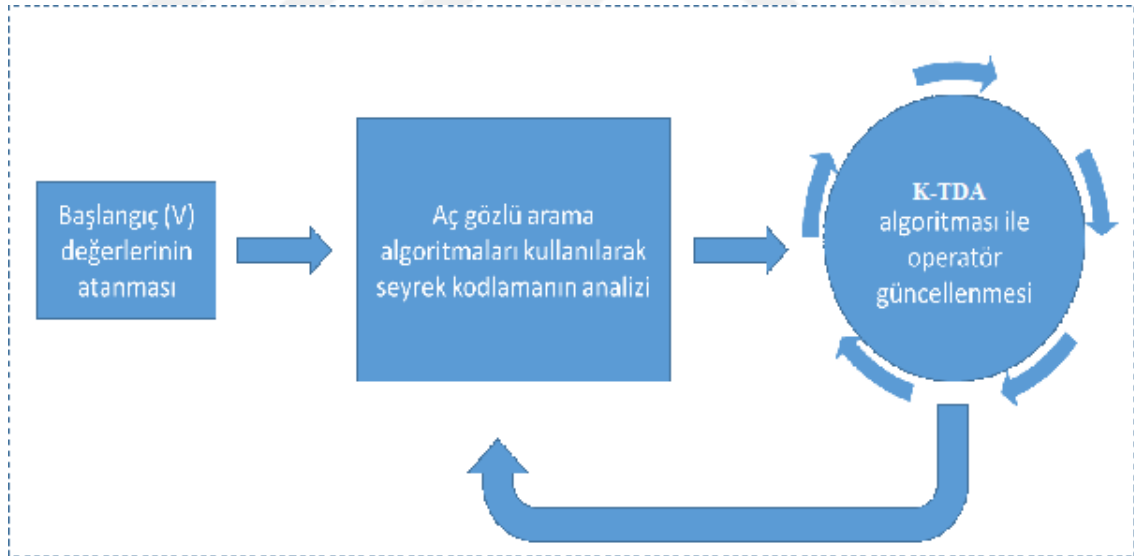 Başlangıç (V)
değerlerinin
atanması
Aç gözlü arama
algoritmaları kullanılarak
seyrek kodlamanın analizi
K-TDA
algoritması ile
operatör
güncellenmesi